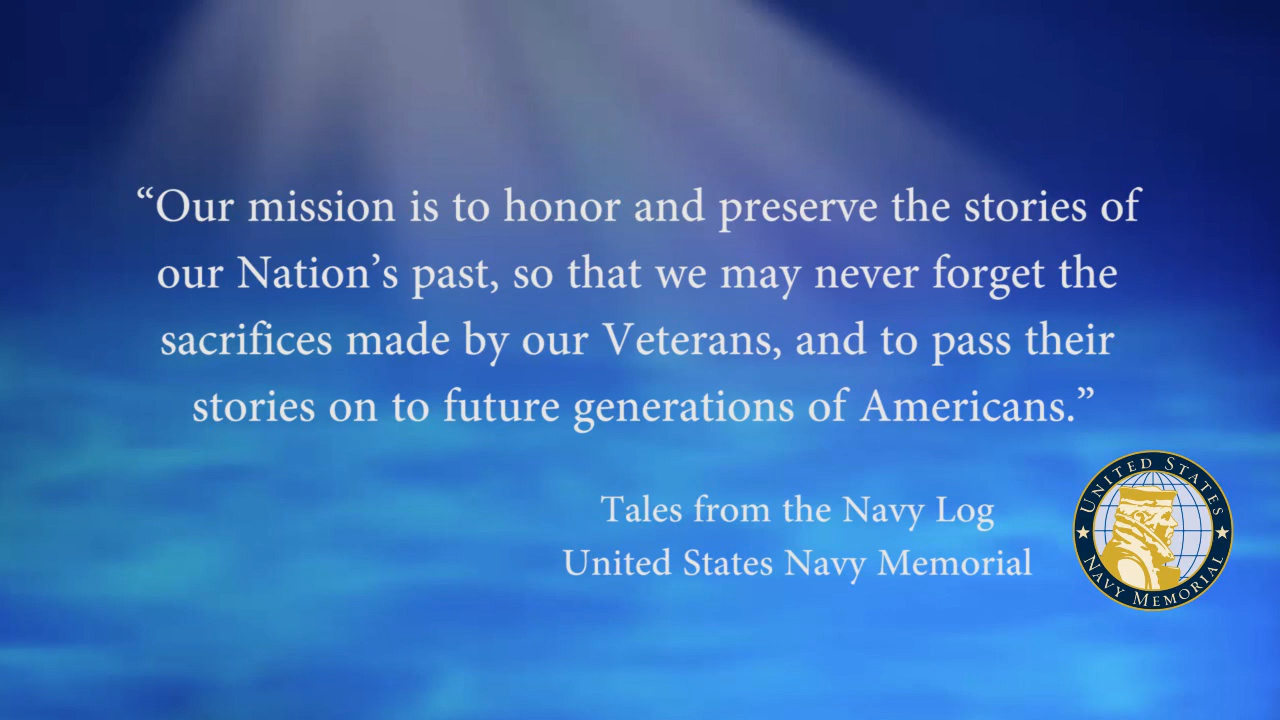 “Our mission is to honor and preserve the stories of
our Nation’s past, so that we may never forget the
sacrifices made by our Veterans, and to pass their
stories on to future generations of Americans.”
Tales from the Navy Log
United States Navy Memorial
UNITED STATES
NAVY MEMORIAL